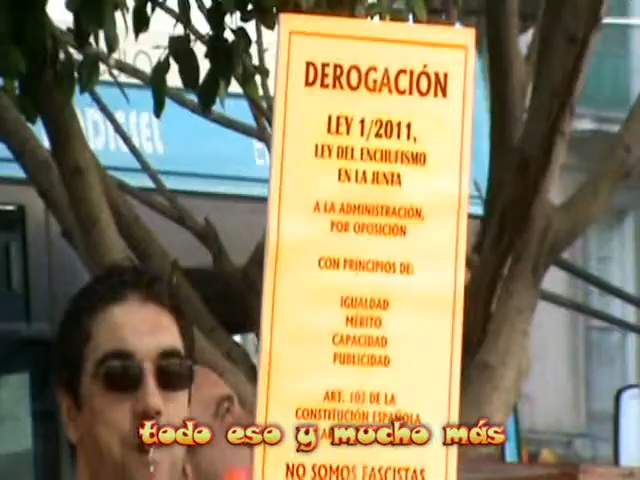 DEROGACIÓN
LEY 1/2011,
LEY DEL ENCHUFISMO
EN LA JUNTA
A LA ADMINISTRACIÓN,
POR OPOSICIÓN
CON PRINCIPIOS DE:
IGUALDAD
MÉRITO
CAPACIDAD
PUBLICIDAD
ART. 103 DE LA
CONSTITUCIÓN ESPAÑOLA
todo eso y mucho más
NO SOMOS FASCISTAS